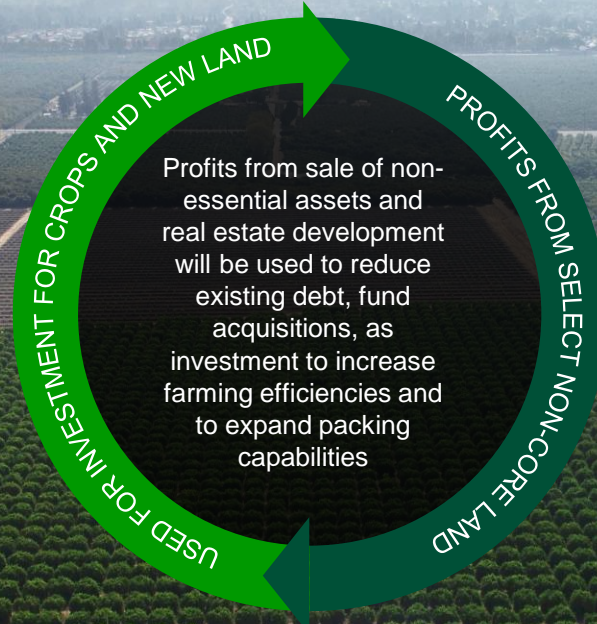 USED FOR INVESTMENT FOR CROPS AND NEW LAND
PROFITS FROM SELECT NON-CORE LAND
Profits from sale of non-
essential assets and
real estate development
will be used to reduce
existing debt, fund
acquisitions, as
investment to increase
farming efficiencies and
to expand packing
capabilities